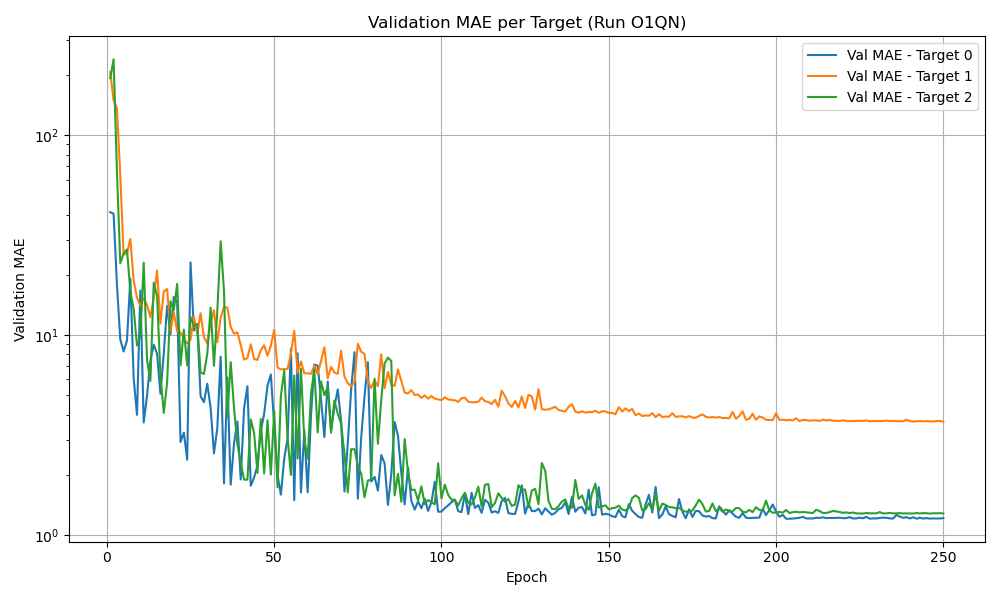 Validation MAE per Target (Run O1QN)
Val MAE - Target 0
Val MAE - Target 1
Val MAE - Target 2
Validation MAE
10²
10¹
10⁰
0 50 100 150 200 250
Epoch